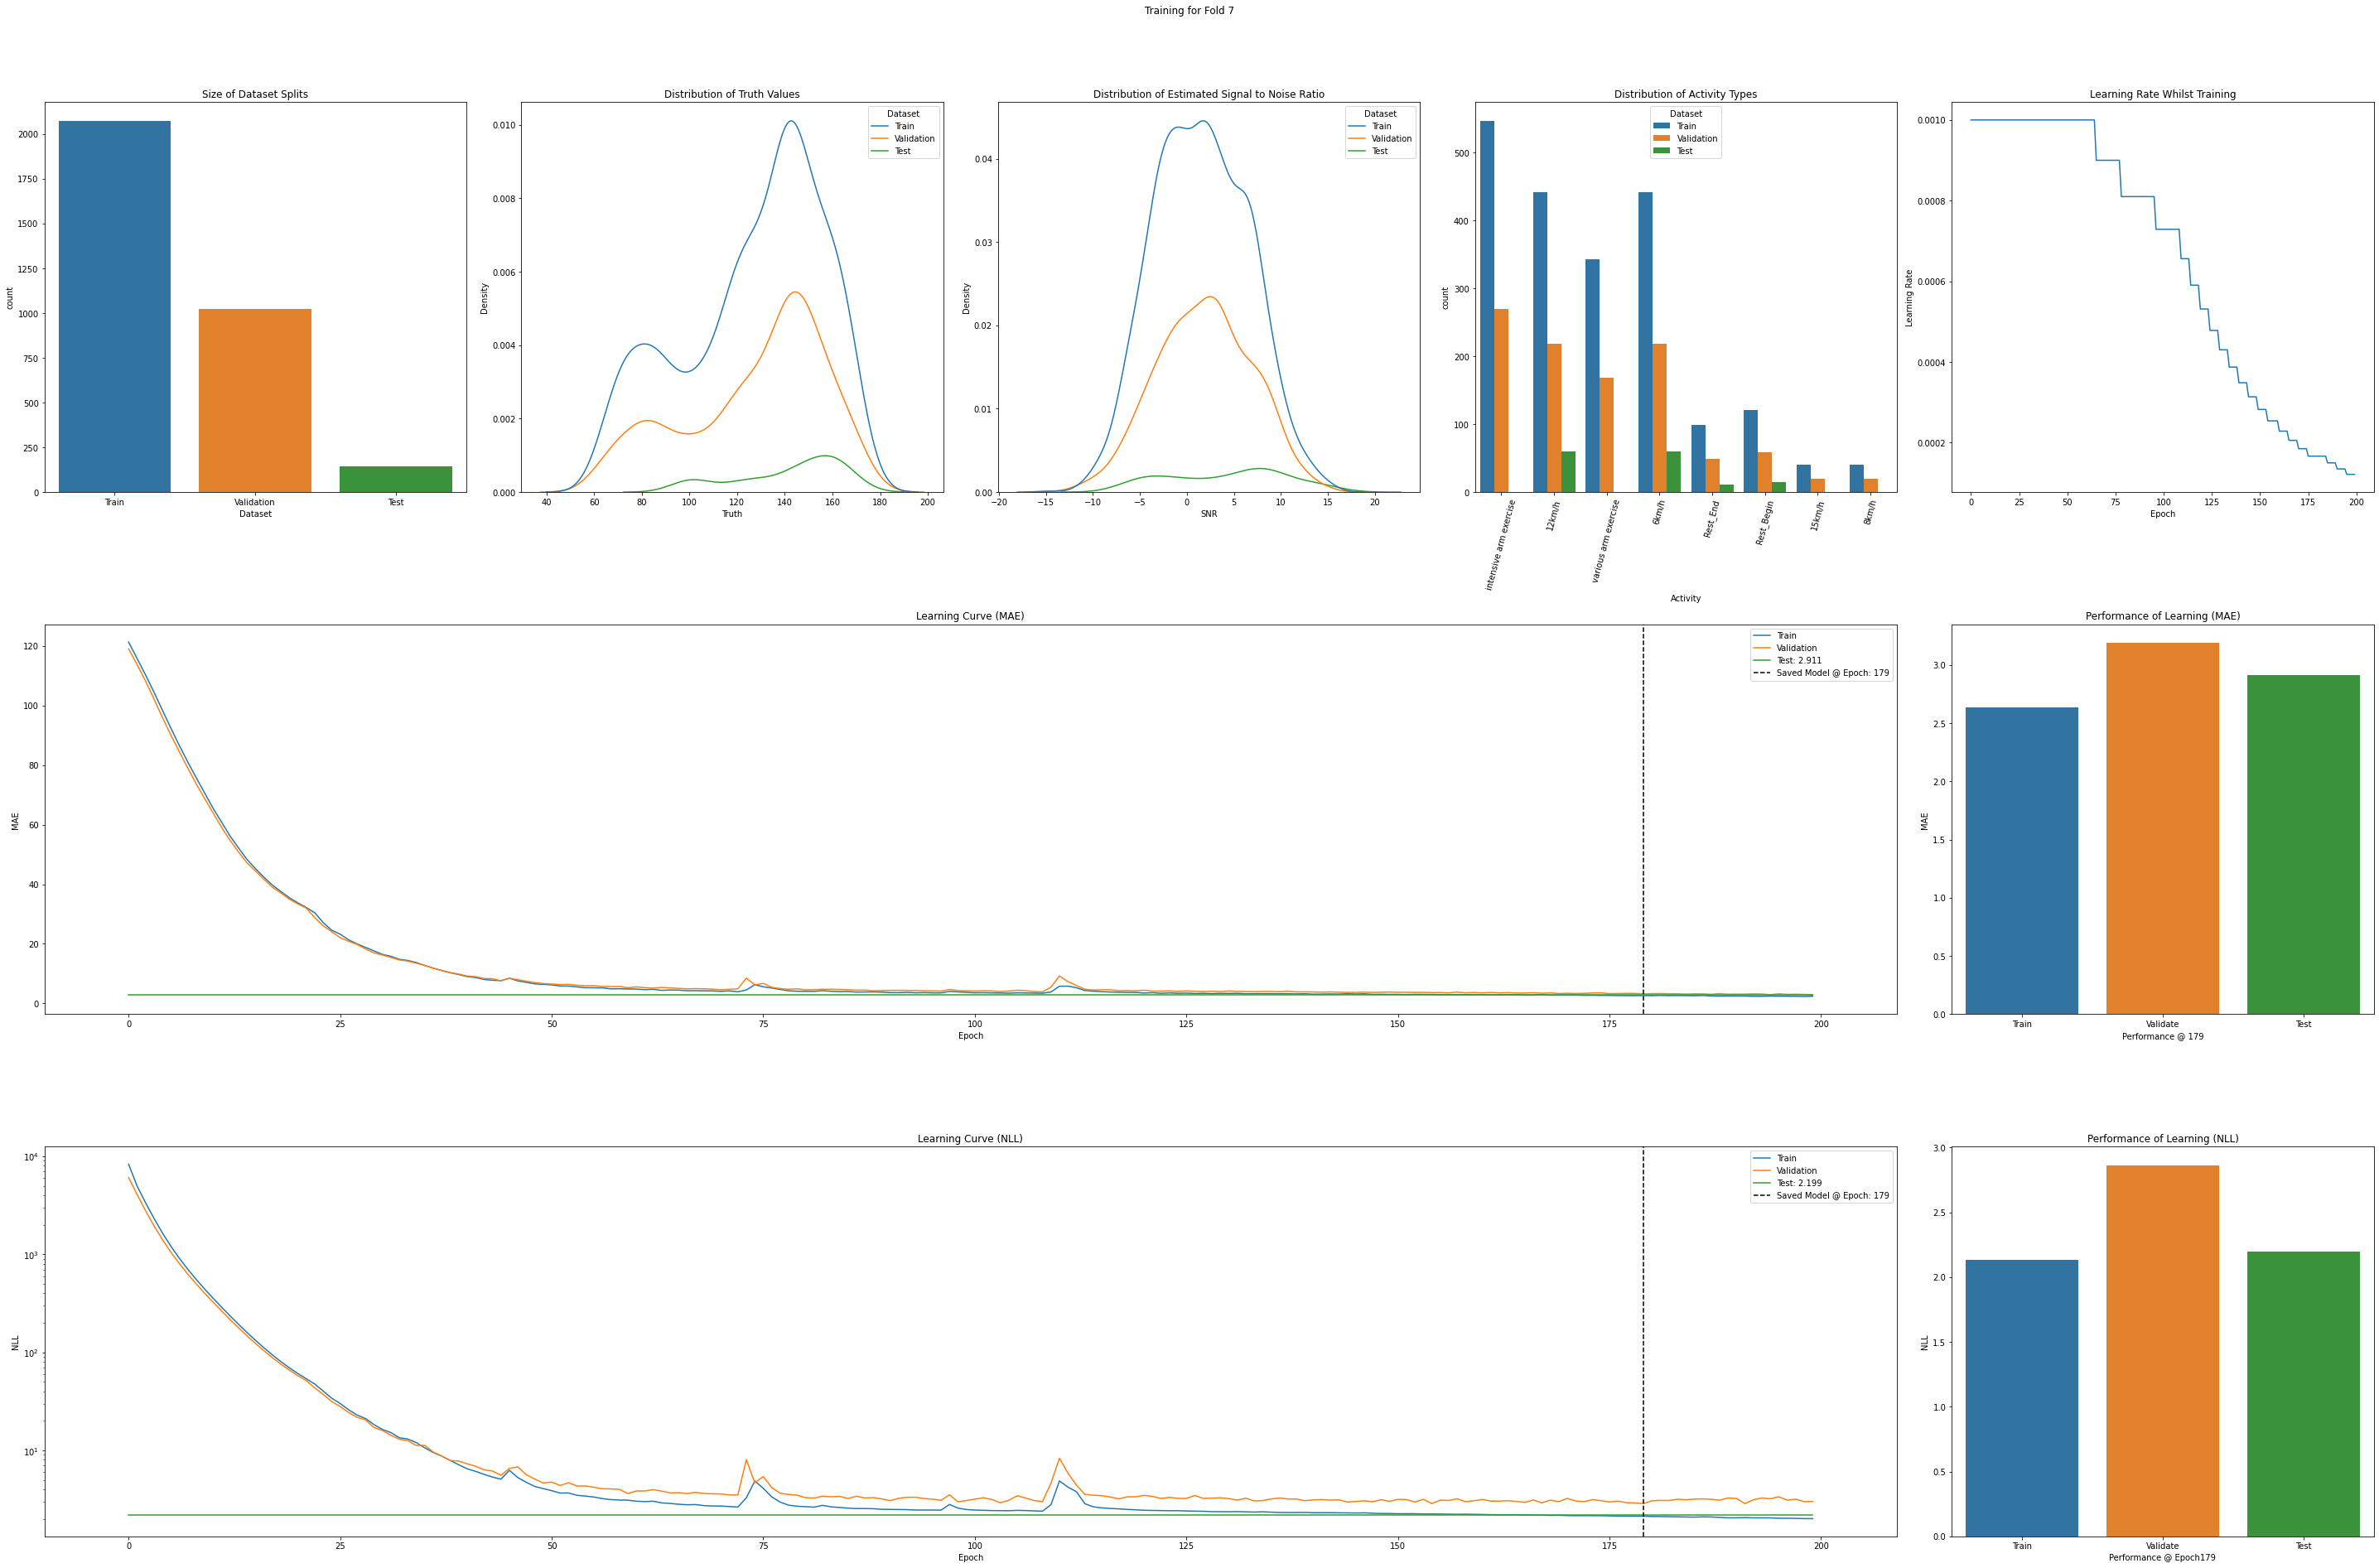 Training for Fold 7
Size of Dataset Splits
count
2000
1750
1500
1250
1000
750
500
250
0
Train Validation Test
Dataset
Distribution of Truth Values
Dataset
Train
Validation
Test
Density
0.010
0.008
0.006
0.004
0.002
0.000
40 60 80 100 120 140 160 180 200
Truth
Distribution of Estimated Signal to Noise Ratio
Dataset
Train
Validation
Test
Density
0.04
0.03
0.02
0.01
0.00
−20 −15 −10 −5 0 5 10 15 20
SNR
Distribution of Activity Types
Dataset
Train
Validation
Test
count
500
400
300
200
100
0
intensive arm exercise
12km/h
various arm exercise
6km/h
Rest_End
Rest_Begin
15km/h
8km/h
Activity
Learning Rate Whilst Training
Learning Rate
0.0010
0.0008
0.0006
0.0004
0.0002
0 25 50 75 100 125 150 175 200
Epoch
Learning Curve (MAE)
Train
Validation
Test: 2.911
Saved Model @ Epoch: 179
MAE
120
100
80
60
40
20
0
0 25 50 75 100 125 150 175 200
Epoch
Performance of Learning (MAE)
MAE
3.0
2.5
2.0
1.5
1.0
0.5
0.0
Train Validate Test
Performance @ 179
Learning Curve (NLL)
Train
Validation
Test: 2.199
Saved Model @ Epoch: 179
NLL
10⁴
10³
10²
10¹
0 25 50 75 100 125 150 175 200
Epoch
Performance of Learning (NLL)
NLL
3.0
2.5
2.0
1.5
1.0
0.5
0.0
Train Validate Test
Performance @ Epoch179